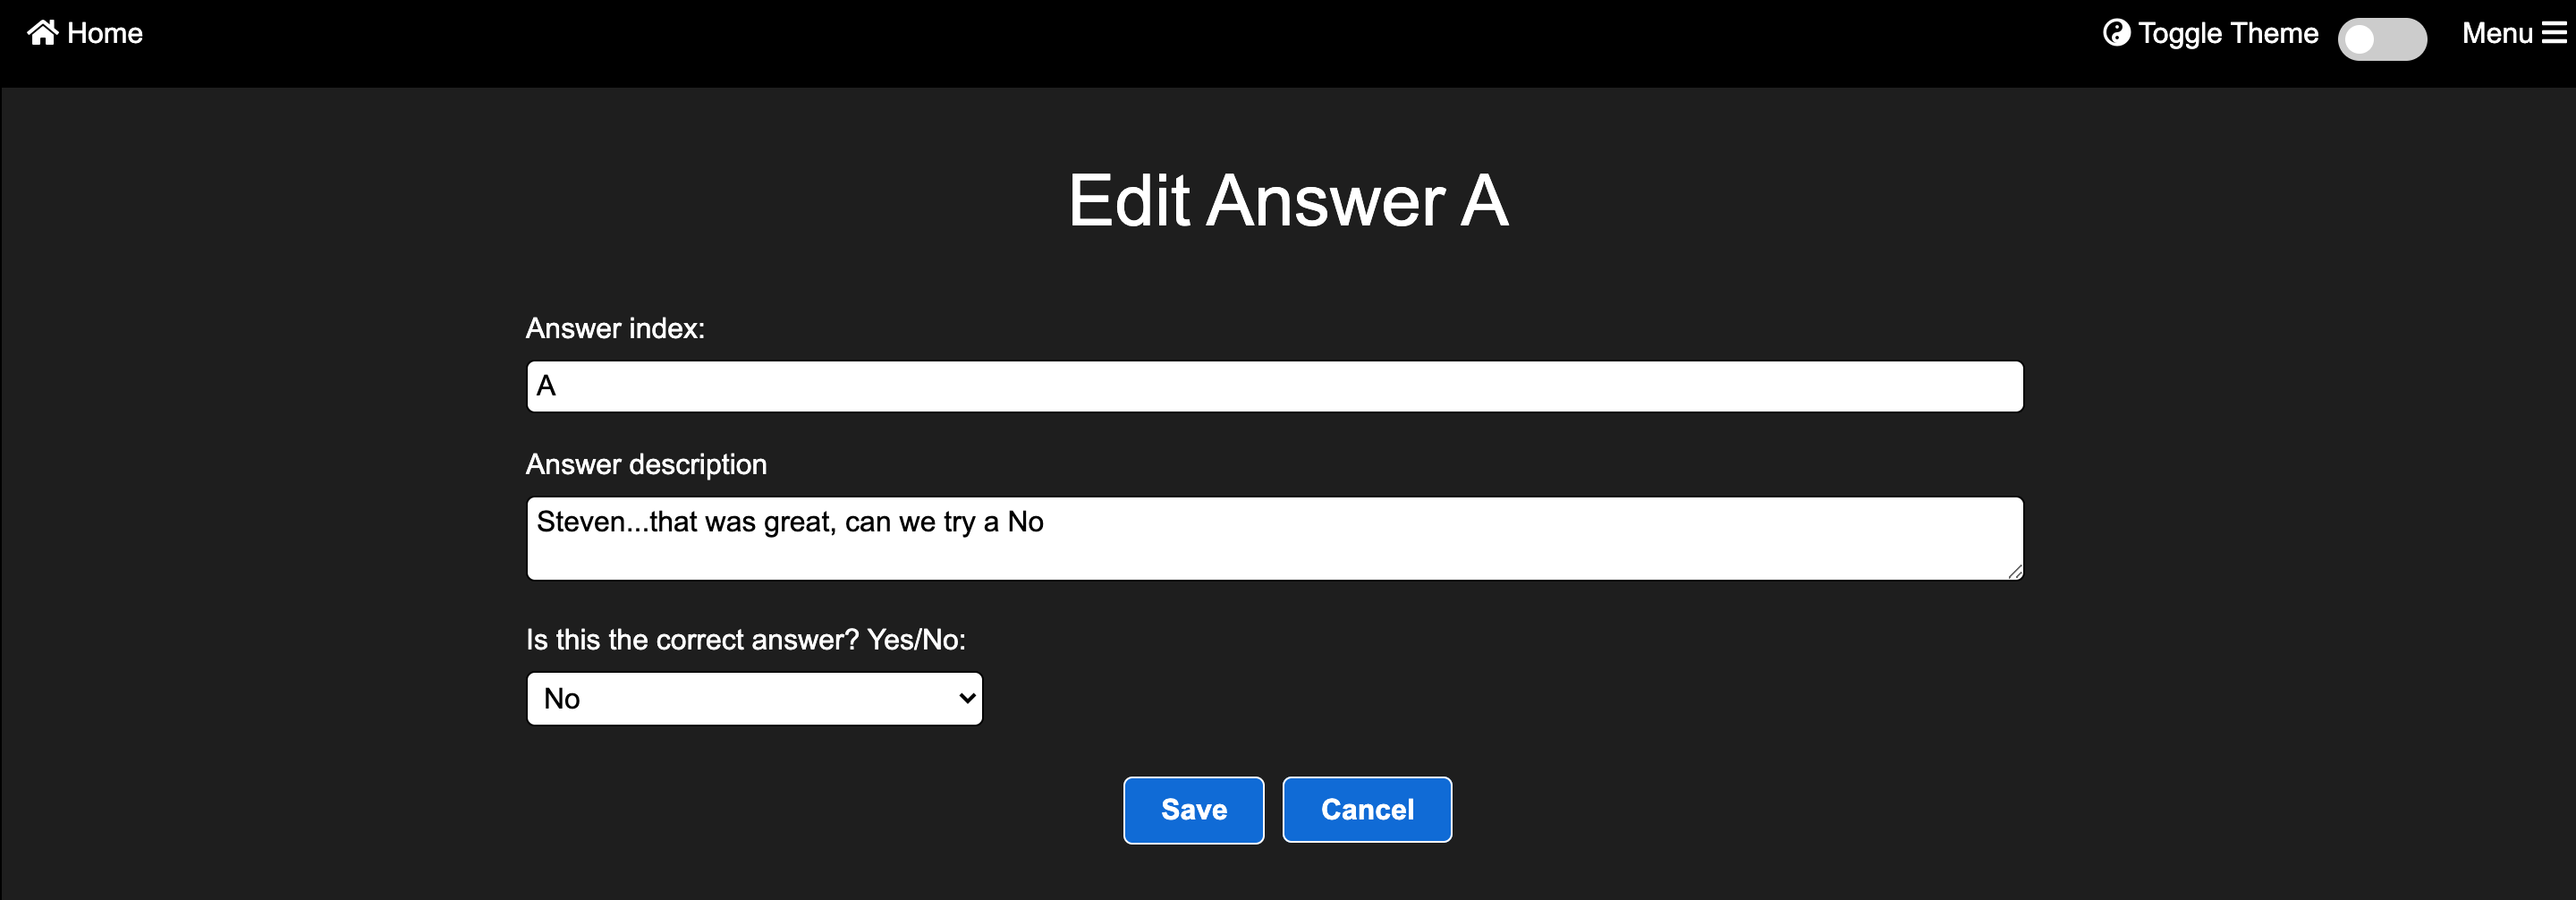 Home
Toggle Theme
Menu
Edit Answer A
Answer index:
A
Answer description
Steven...that was great, can we try a No
Is this the correct answer? Yes/No:
No
Save
Cancel